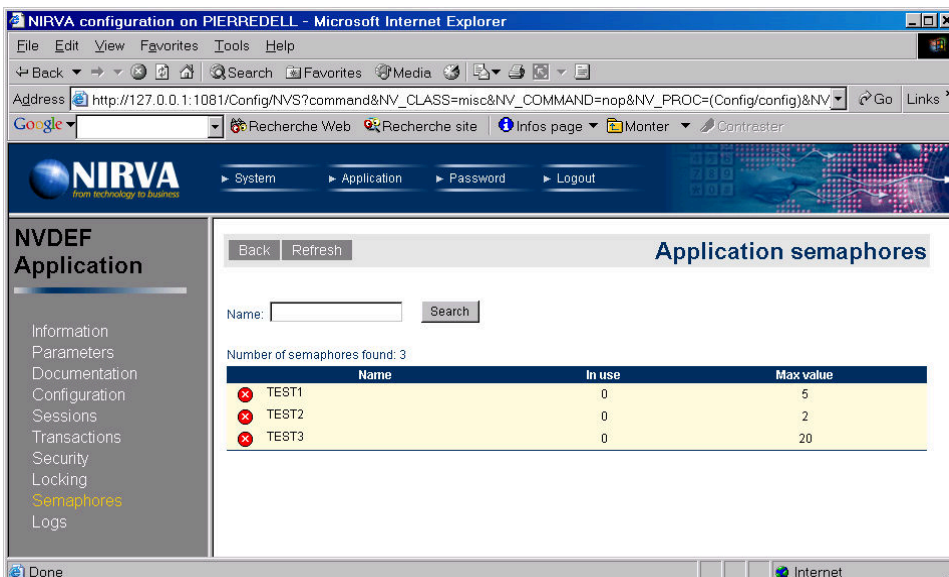 NIRVA configuration on PIERREDELL - Microsoft Internet Explorer
File Edit View Favorites Tools Help
Back Search Favorites Media
Address http://127.0.0.1:1081/Config/NVS?command&NV_CLASS=misc&NV_COMMAND=nop&NV_PROC=(Config/config)&NV Go Links
Google Recherche Web Recherche site Infos page Monter Contraster
NIRVA
from technology to business
System Application Password Logout
NVDEF
Application
Information
Parameters
Documentation
Configuration
Sessions
Transactions
Security
Locking
Semaphores
Logs
Back Refresh Application semaphores
Name: Search
Number of semaphores found: 3
Name In use Max value
TEST1 0 5
TEST2 0 2
TEST3 0 20
Done Internet